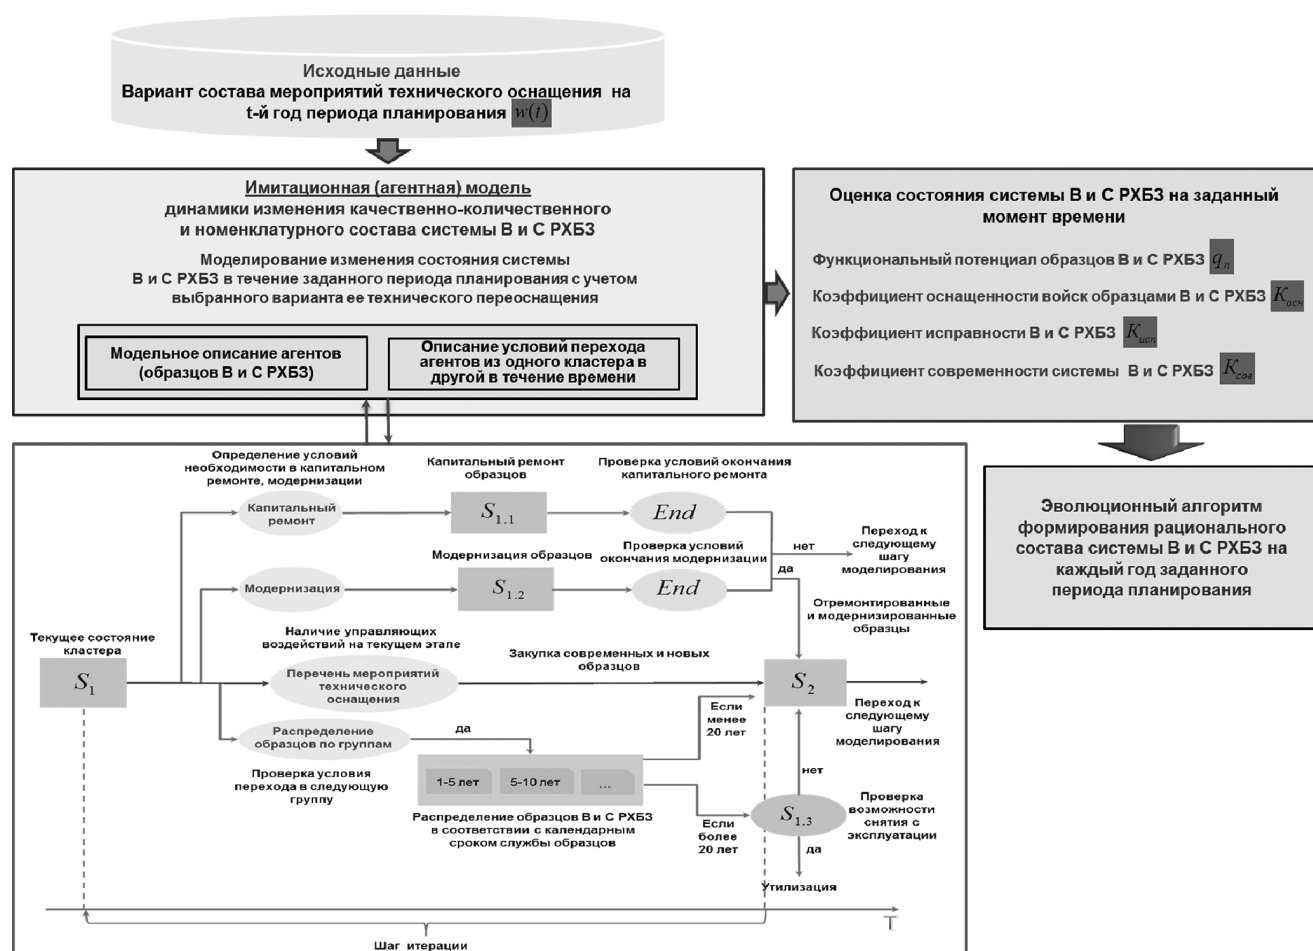 Исходные данные
Вариант состава мероприятий технического оснащения на
t-й год периода планирования w(t)
Имитационная (агентная) модель
динамики изменения качественно-количественного
и номенклатурного состава системы В и С РХБЗ
Моделирование изменения состояния системы
В и С РХБЗ в течение заданного периода планирования с учетом
выбранного варианта ее технического переоснащения
Модельное описание агентов
(образцов В и С РХБЗ)
Описание условий перехода
агентов из одного кластера в
другой в течение времени
Оценка состояния системы В и С РХБЗ на заданный
момент времени
Функциональный потенциал образцов В и С РХБЗ qп
Коэффициент оснащенности войск образцами В и С РХБЗ Kосн
Коэффициент исправности В и С РХБЗ Kисп
Коэффициент современности системы В и С РХБЗ Kсов
Эволюционный алгоритм
формирования рационального
состава системы В и С РХБЗ на
каждый год заданного
периода планирования
Определение условий
необходимости в капитальном
ремонте, модернизации
Капитальный ремонт
образцов
Проверка условий окончания
капитального ремонта
Капитальный
ремонт
S1.1
End
нет
Переход к
следующему
шагу
моделирования
Модернизация образцов
Проверка условий
окончания модернизации
да
Модернизация
S1.2
End
Отремонтированные
и модернизированные
образцы
Текущее состояние
кластера
S1
Наличие управляющих
воздействий на текущем этапе
Закупка современных и новых
образцов
Перечень мероприятий
технического
оснащения
S2
Переход к
следующему
шагу
моделирования
Распределение
образцов по группам
да
Если
менее
20 лет
Проверка условия
перехода в следующую
группу
1-5 лет
5-10 лет
...
нет
Распределение образцов В и С РХБЗ
в соответствии с календарным
сроком службы образцов
Если
более
20 лет
S1.3
Проверка
возможности
снятия с
эксплуатации
да
Утилизация
T
Шаг итерации